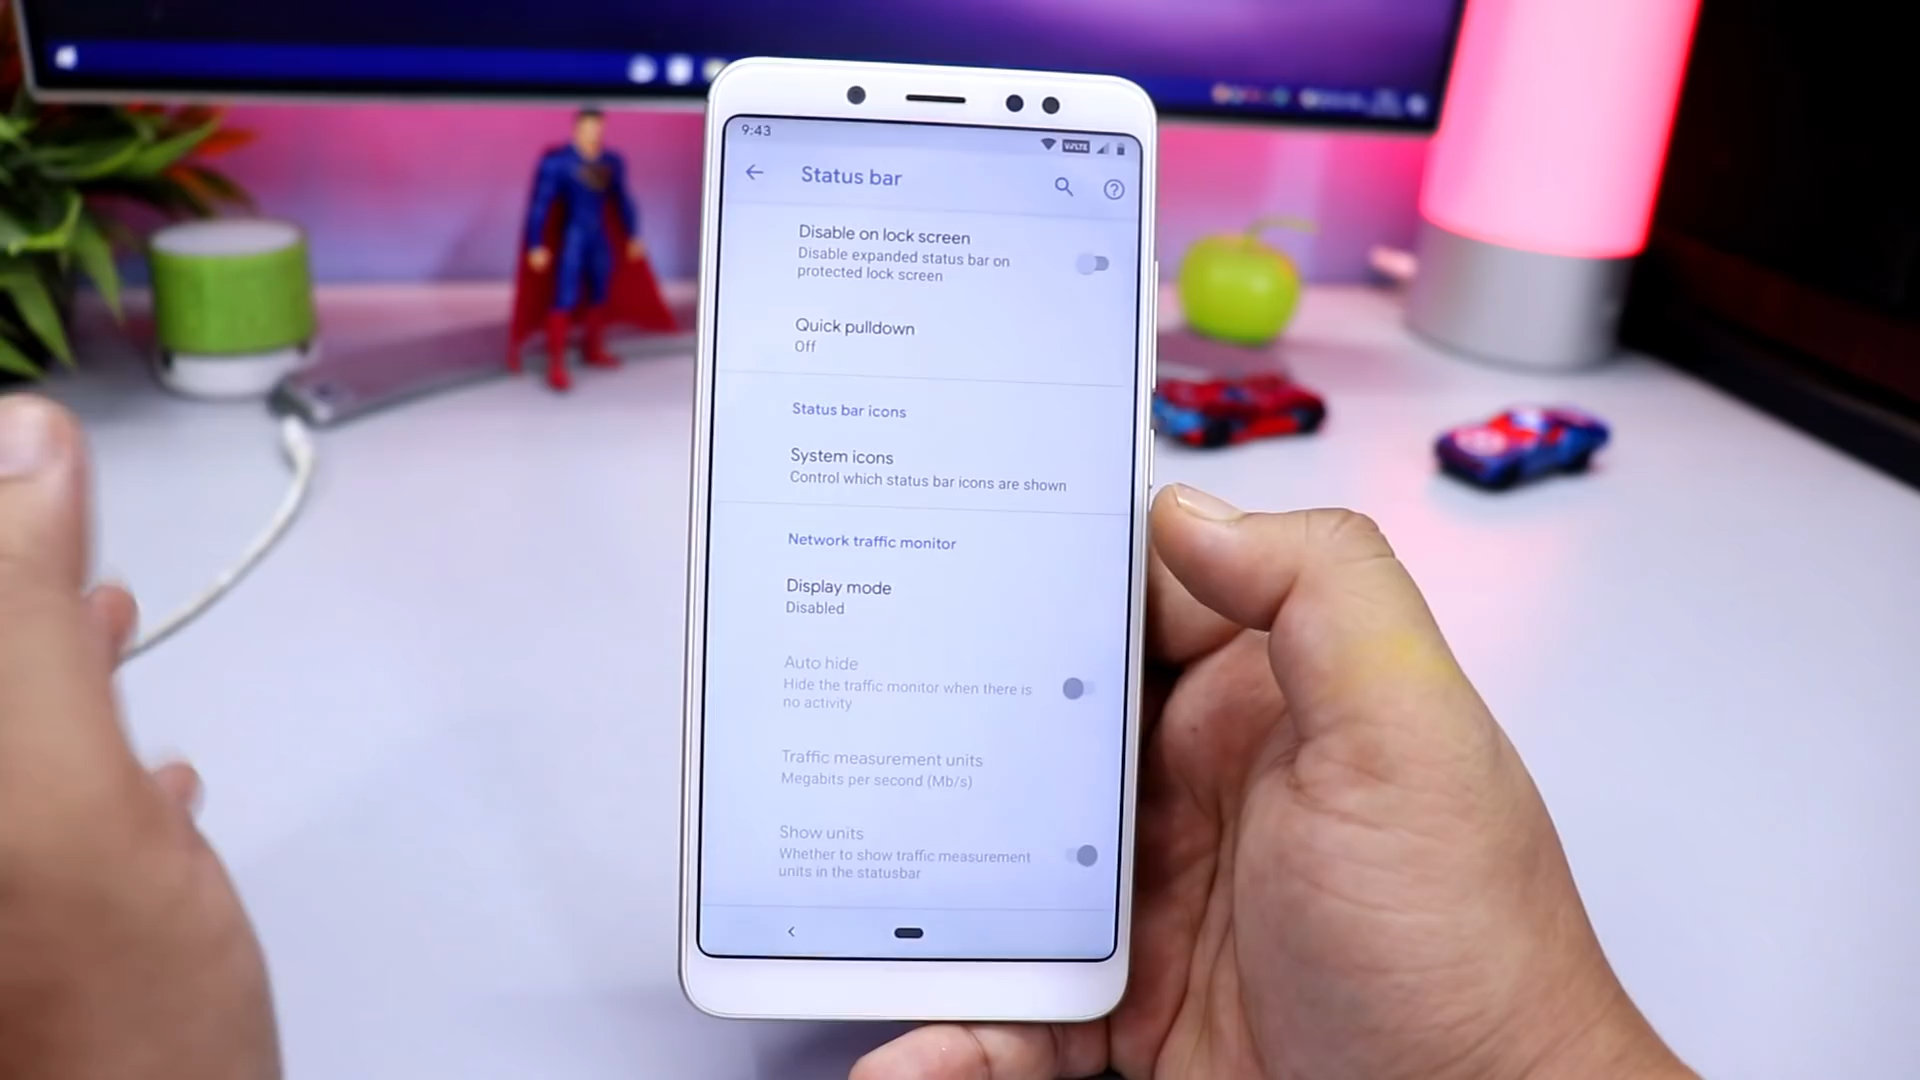 9:43
VoLTE
Status bar
Disable on lock screen
Disable expanded status bar on
protected lock screen
Quick pulldown
Off
Status bar icons
System icons
Control which status bar icons are shown
Network traffic monitor
Display mode
Disabled
Auto hide
Hide the traffic monitor when there is
no activity
Traffic measurement units
Megabits per second (Mb/s)
Show units
Whether to show traffic measurement
units in the statusbar